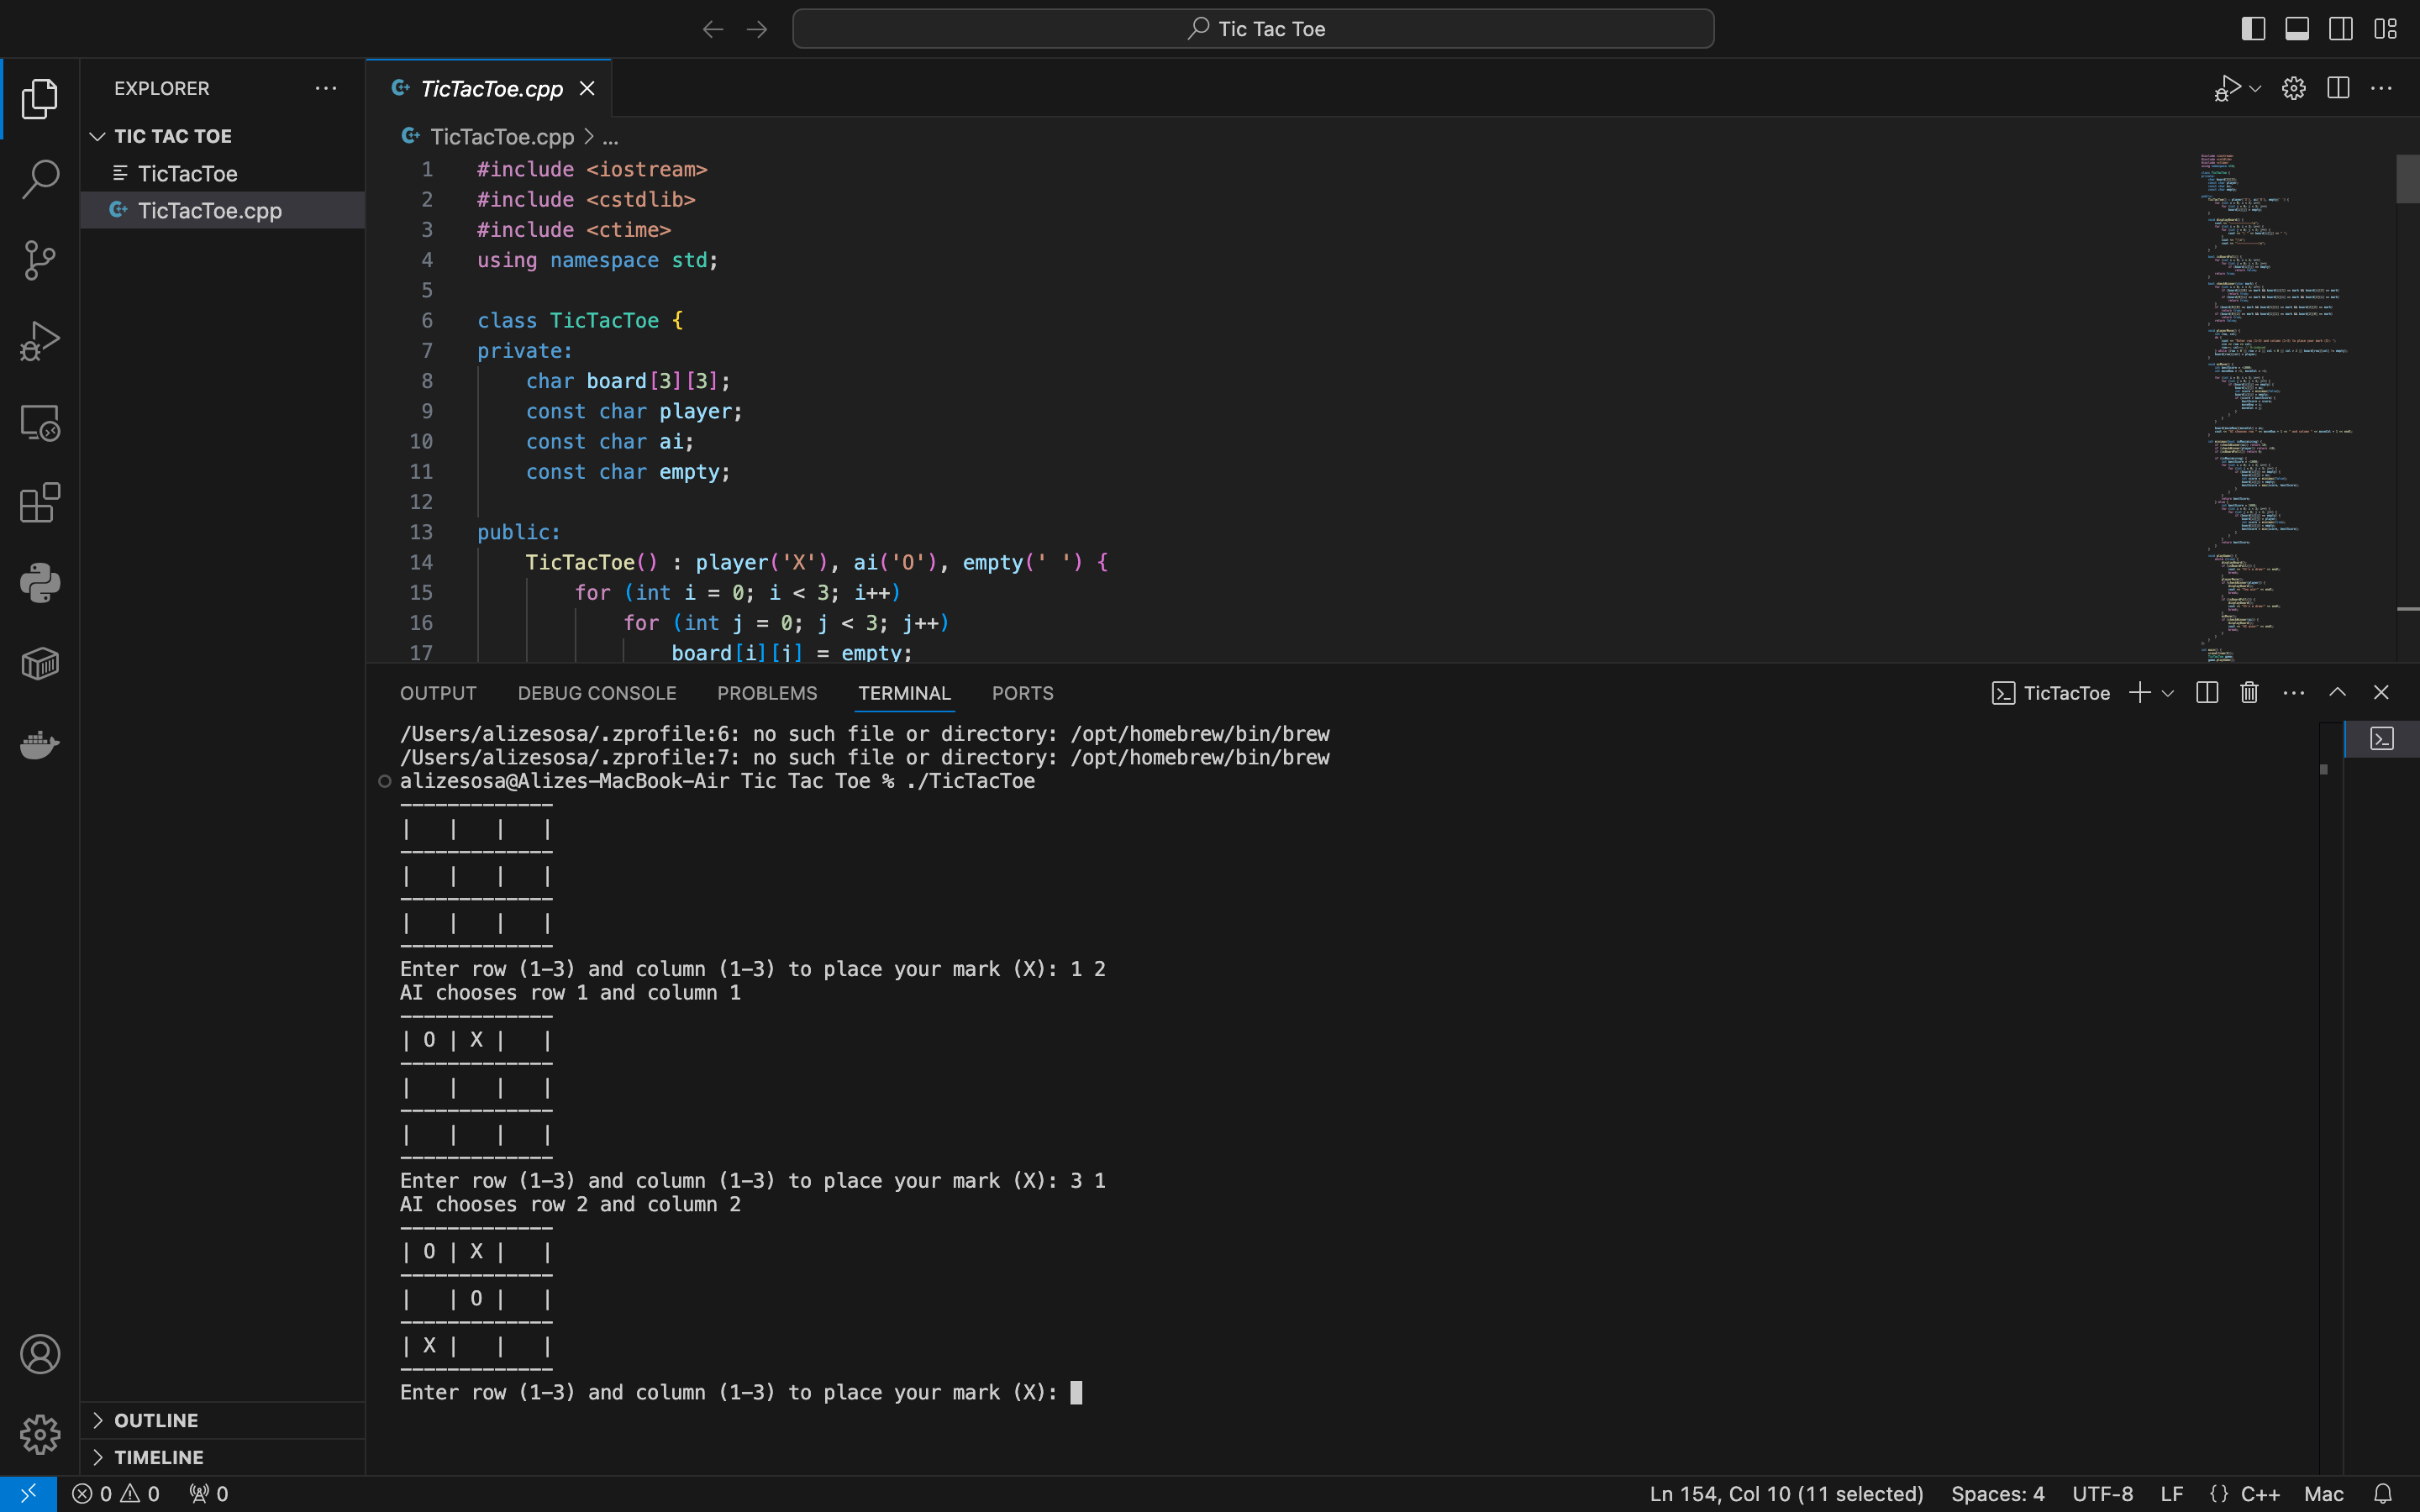 Tic Tac Toe
EXPLORER
TIC TAC TOE
TicTacToe
TicTacToe.cpp
TicTacToe.cpp
TicTacToe.cpp > ...
1 #include <iostream>
2 #include <cstdlib>
3 #include <ctime>
4 using namespace std;
5
6 class TicTacToe {
7 private:
8 char board[3][3];
9 const char player;
10 const char ai;
11 const char empty;
12
13 public:
14 TicTacToe() : player('X'), ai('O'), empty(' ') {
15 for (int i = 0; i < 3; i++)
16 for (int j = 0; j < 3; j++)
17 board[i][j] = empty;
OUTPUT DEBUG CONSOLE PROBLEMS TERMINAL PORTS
TicTacToe
/Users/alizesosa/.zprofile:6: no such file or directory: /opt/homebrew/bin/brew
/Users/alizesosa/.zprofile:7: no such file or directory: /opt/homebrew/bin/brew
alizesosa@Alizes-MacBook-Air Tic Tac Toe % ./TicTacToe
-------------
|   |   |   |
-------------
|   |   |   |
-------------
|   |   |   |
-------------
Enter row (1-3) and column (1-3) to place your mark (X): 1 2
AI chooses row 1 and column 1
-------------
| O | X |   |
-------------
|   |   |   |
-------------
|   |   |   |
-------------
Enter row (1-3) and column (1-3) to place your mark (X): 3 1
AI chooses row 2 and column 2
-------------
| O | X |   |
-------------
|   | O |   |
-------------
| X |   |   |
-------------
Enter row (1-3) and column (1-3) to place your mark (X):
OUTLINE
TIMELINE
0 0 0
Ln 154, Col 10 (11 selected) Spaces: 4 UTF-8 LF {} C++ Mac